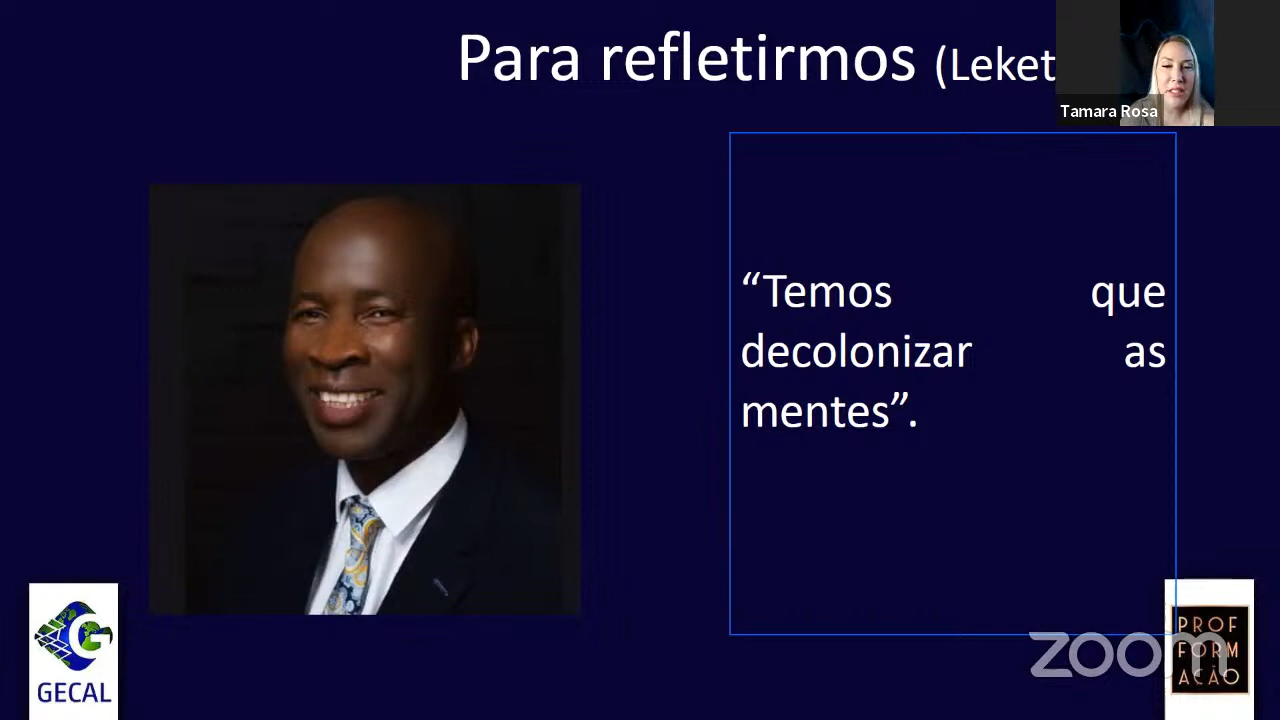 Para refletirmos (Leket
Tamara Rosa
“Temos que
decolonizar as
mentes”.
GECAL
PROF
FORM
AÇÃO
zoom